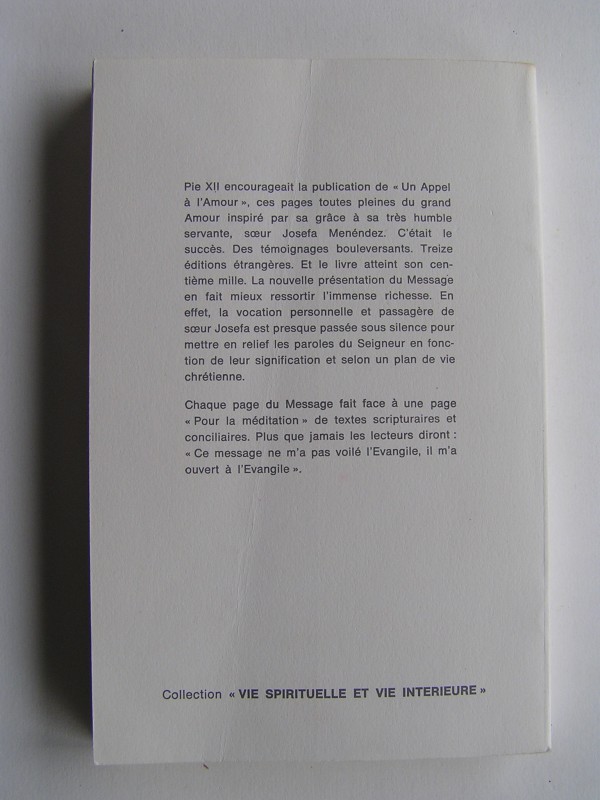 Pie XII encourageait la publication de « Un Appel
à l'Amour », ces pages toutes pleines du grand
Amour inspiré par sa grâce à sa très humble
servante, sœur Josefa Menéndez. C'était le
succès. Des témoignages bouleversants. Treize
éditions étrangères. Et le livre atteint son cen-
tième mille. La nouvelle présentation du Message
en fait mieux ressortir l'immense richesse. En
effet, la vocation personnelle et passagère de
sœur Josefa est presque passée sous silence pour
mettre en relief les paroles du Seigneur en fonc-
tion de leur signification et selon un plan de vie
chrétienne.
Chaque page du Message fait face à une page
« Pour la méditation » de textes scripturaires et
conciliaires. Plus que jamais les lecteurs diront :
« Ce message ne m'a pas voilé l'Evangile, il m'a
ouvert à l'Evangile ».
Collection « VIE SPIRITUELLE ET VIE INTERIEURE »